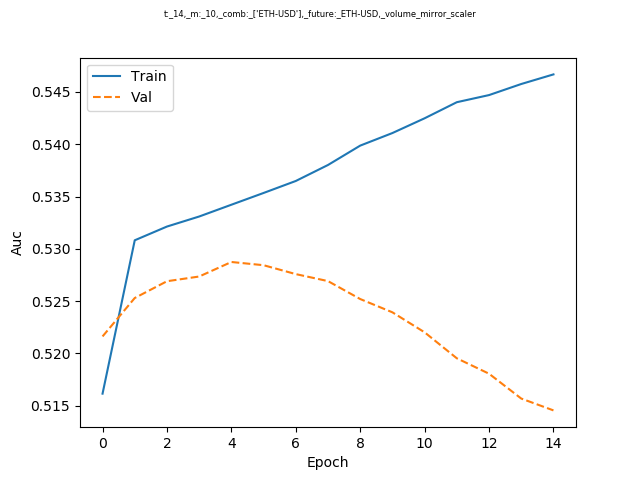 t:_14,_m:_10,_comb:_['ETH-USD'],_future:_ETH-USD,_volume_mirror_scaler
Train
Val
0.545
0.540
0.535
0.530
0.525
0.520
0.515
Auc
0 2 4 6 8 10 12 14
Epoch